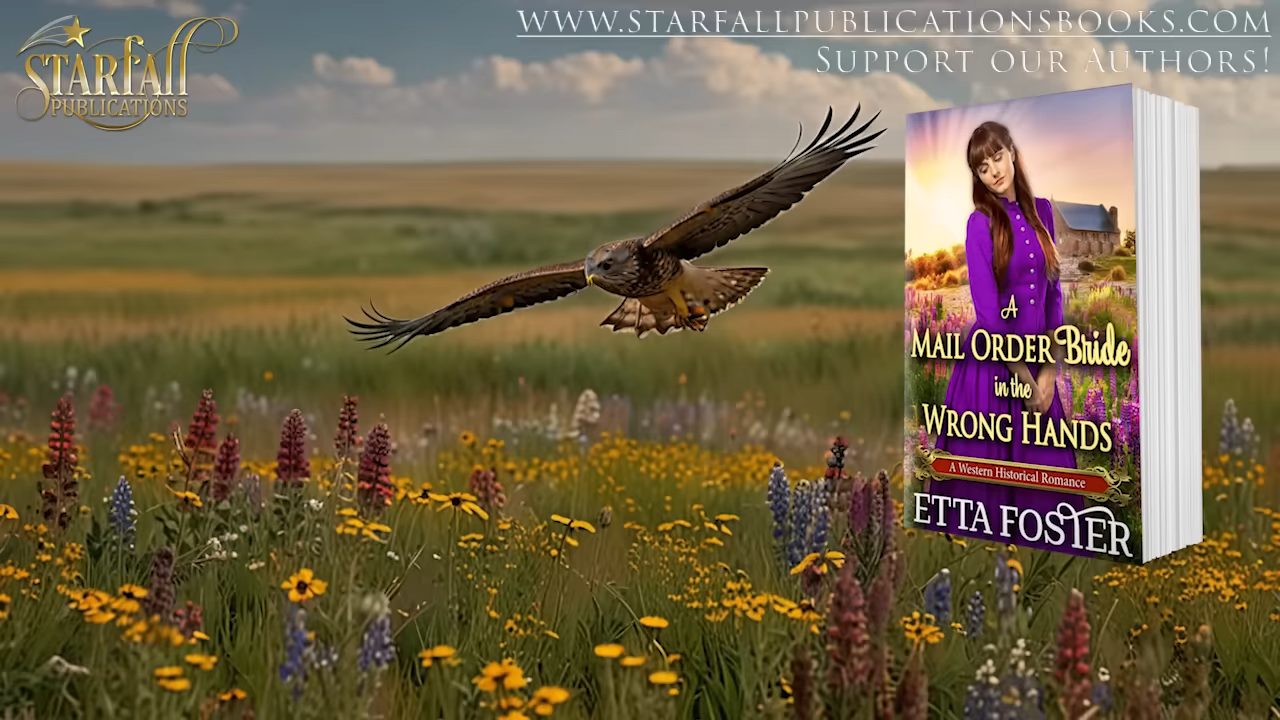 STARfall
PUBLICATIONS
www.starfallpublicationsbooks.com
Support our Authors!
A
MAIL ORDER Bride
in the
WRONG HANDS
A Western Historical Romance
ETTA FOSTER